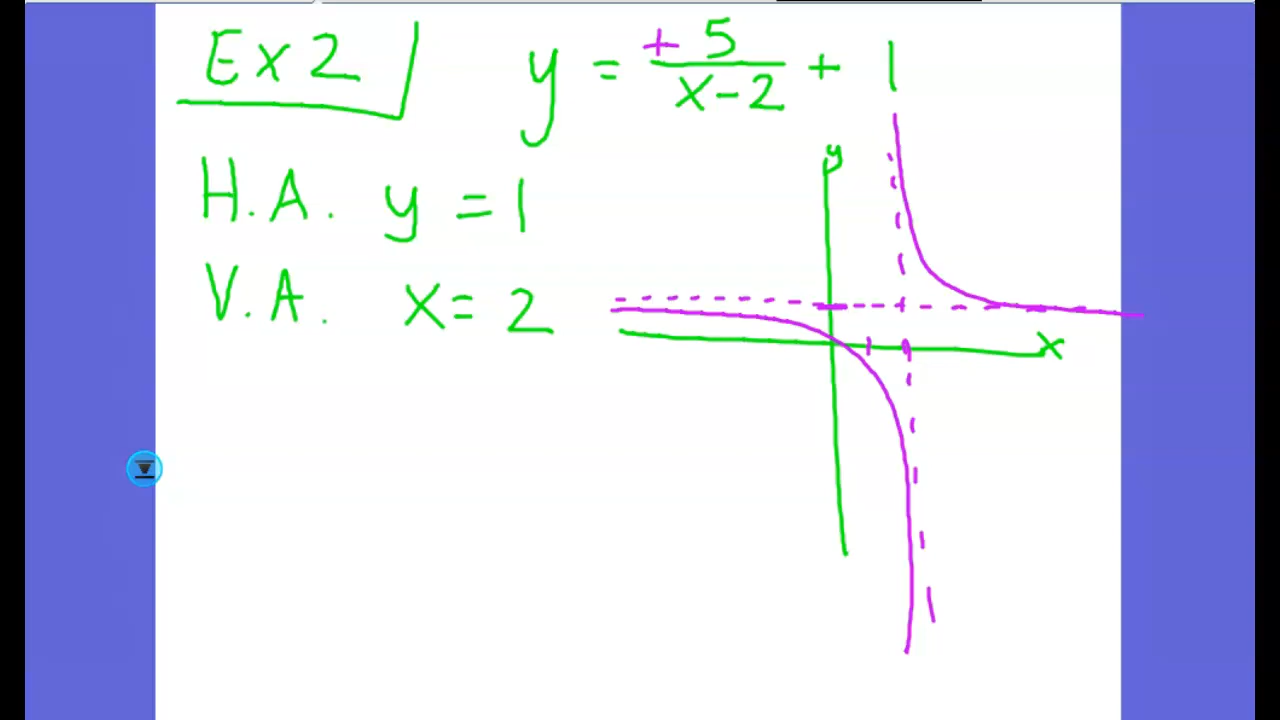 Ex 2
y = +5/(x-2) + 1
H.A. y = 1
V.A. x = 2
y
x